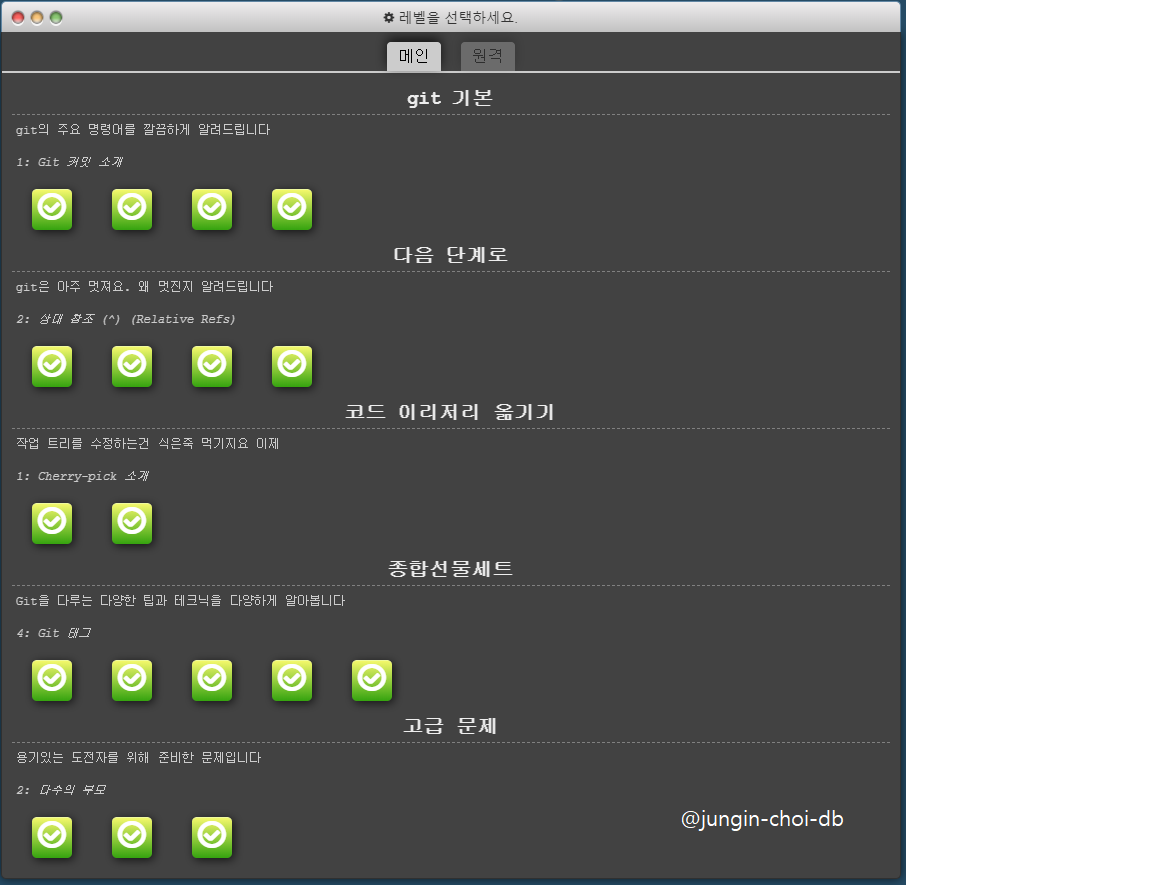 레벨을 선택하세요.
메인 원격
git 기본
git의 주요 명령어를 깔끔하게 알려드립니다
1: Git 커밋 소개
다음 단계로
git은 아주 멋져요. 왜 멋진지 알려드립니다
2: 상대 참조 (^) (Relative Refs)
코드 이리저리 옮기기
작업 트리를 수정하는건 식은죽 먹기지요 이제
1: Cherry-pick 소개
종합선물세트
Git을 다루는 다양한 팁과 테크닉을 다양하게 알아봅니다
4: Git 태그
고급 문제
용기있는 도전자를 위해 준비한 문제입니다
2: 다수의 부모
@jungin-choi-db